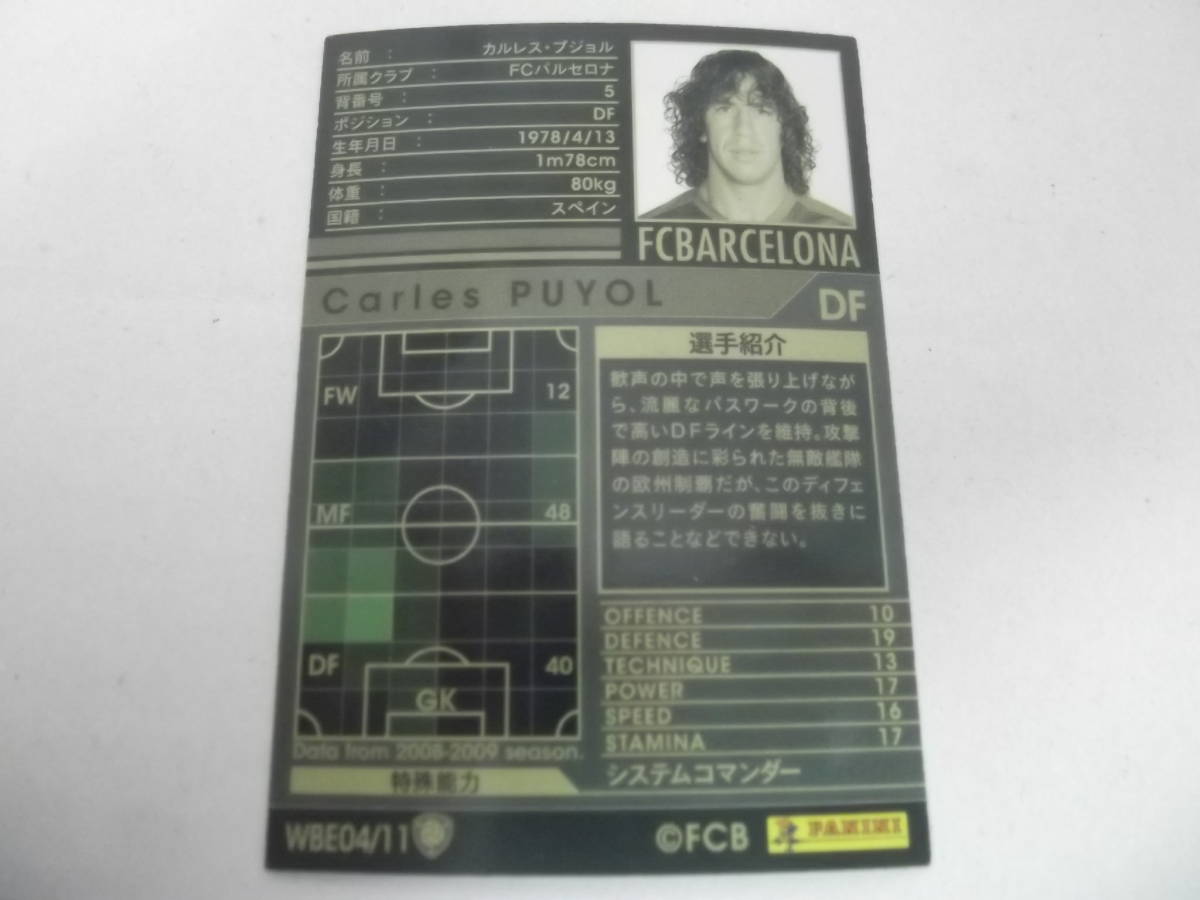 名前 : カルレス・プジョル
所属クラブ : FCバルセロナ
背番号 : 5
ポジション : DF
生年月日 : 1978/4/13
身長 : 1m78cm
体重 : 80kg
国籍 : スペイン
FCBARCELONA
Carles PUYOL
DF
FW 12
MF 48
DF 40
GK
Data from 2008-2009 season.
選手紹介
歓声の中で声を張り上げなが
ら、流麗なパスワークの背後
で高いDFラインを維持。攻撃
陣の創造に彩られた無敵艦隊
の欧州制覇だが、このディフェ
ンスリーダーの奮闘を抜きに
語ることなどできない。
OFFENCE 10
DEFENCE 19
TECHNIQUE 13
POWER 17
SPEED 16
STAMINA 17
特殊能力
システムコマンダー
WBE04/11
©FCB
PANINI